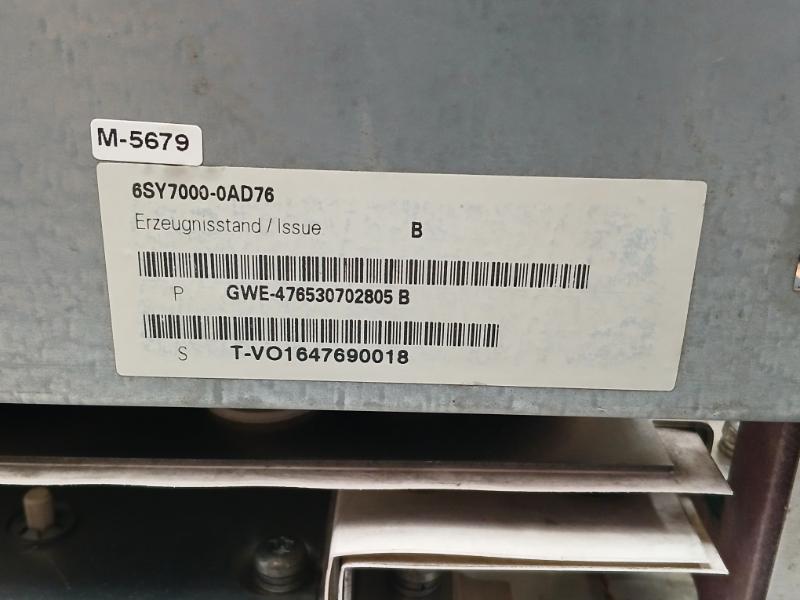 M-5679
6SY7000-0AD76
Erzeugnisstand / Issue B
P GWE-476530702805 B
S T-VO1647690018